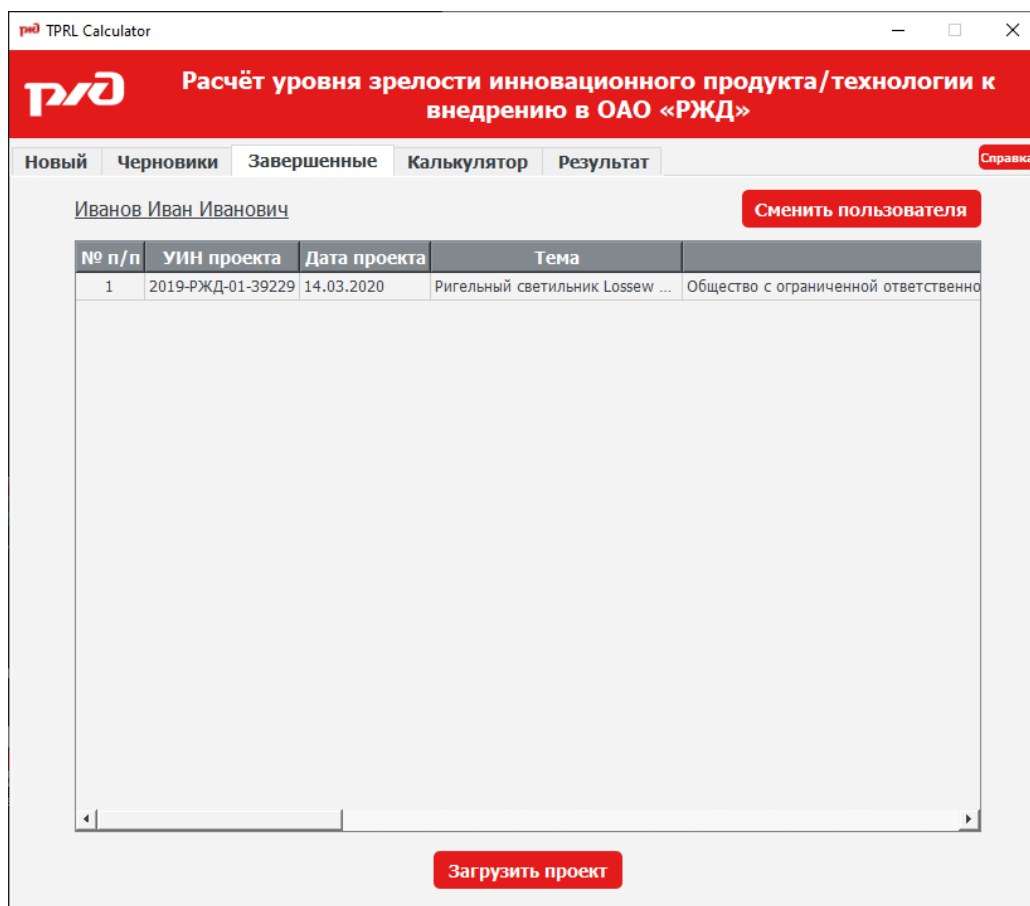 ржд TPRL Calculator
ржд
Расчёт уровня зрелости инновационного продукта/технологии к
внедрению в ОАО «РЖД»
Новый Черновики Завершенные Калькулятор Результат Справка
Иванов Иван Иванович Сменить пользователя
№ п/п УИН проекта Дата проекта Тема
1 2019-РЖД-01-39229 14.03.2020 Ригельный светильник Lossew ... Общество с ограниченной ответственно
Загрузить проект